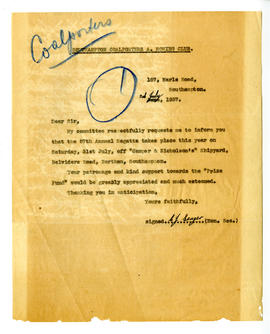 Coalporters
SOUTHAMPTON COALPORTERS A. ROWING CLUB.
167, Earls Road,
Southampton.
2nd July, 1937.
Dear Sir,
My committee respectfully requests me to inform you
that the 57th Annual Regatta takes place this year on
Saturday, 31st July, off "Camper & Nicholson's" Shipyard,
Belvidere Road, Northam, Southampton.
Your patronage and kind support towards the "Prize
Fund" would be greatly appreciated and much esteemed.
Thanking you in anticipation,
Yours faithfully,
signed. (Hon. Sec.)